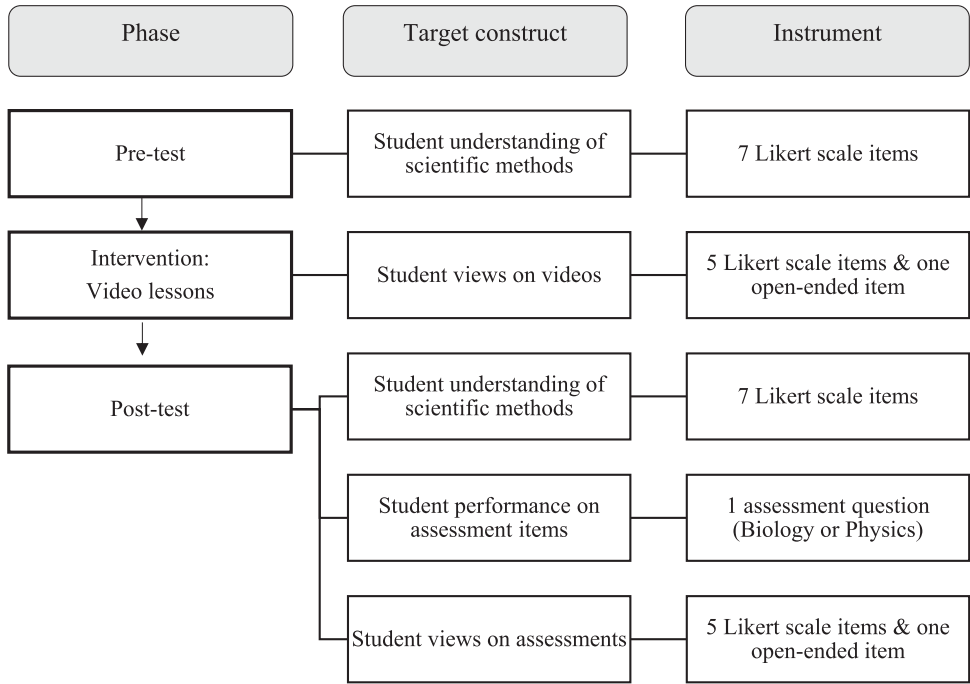 Phase
Target construct
Instrument
Pre-test
Student understanding of
scientific methods
7 Likert scale items
Intervention:
Video lessons
Student views on videos
5 Likert scale items & one
open-ended item
Post-test
Student understanding of
scientific methods
7 Likert scale items
Student performance on
assessment items
1 assessment question
(Biology or Physics)
Student views on assessments
5 Likert scale items & one
open-ended item